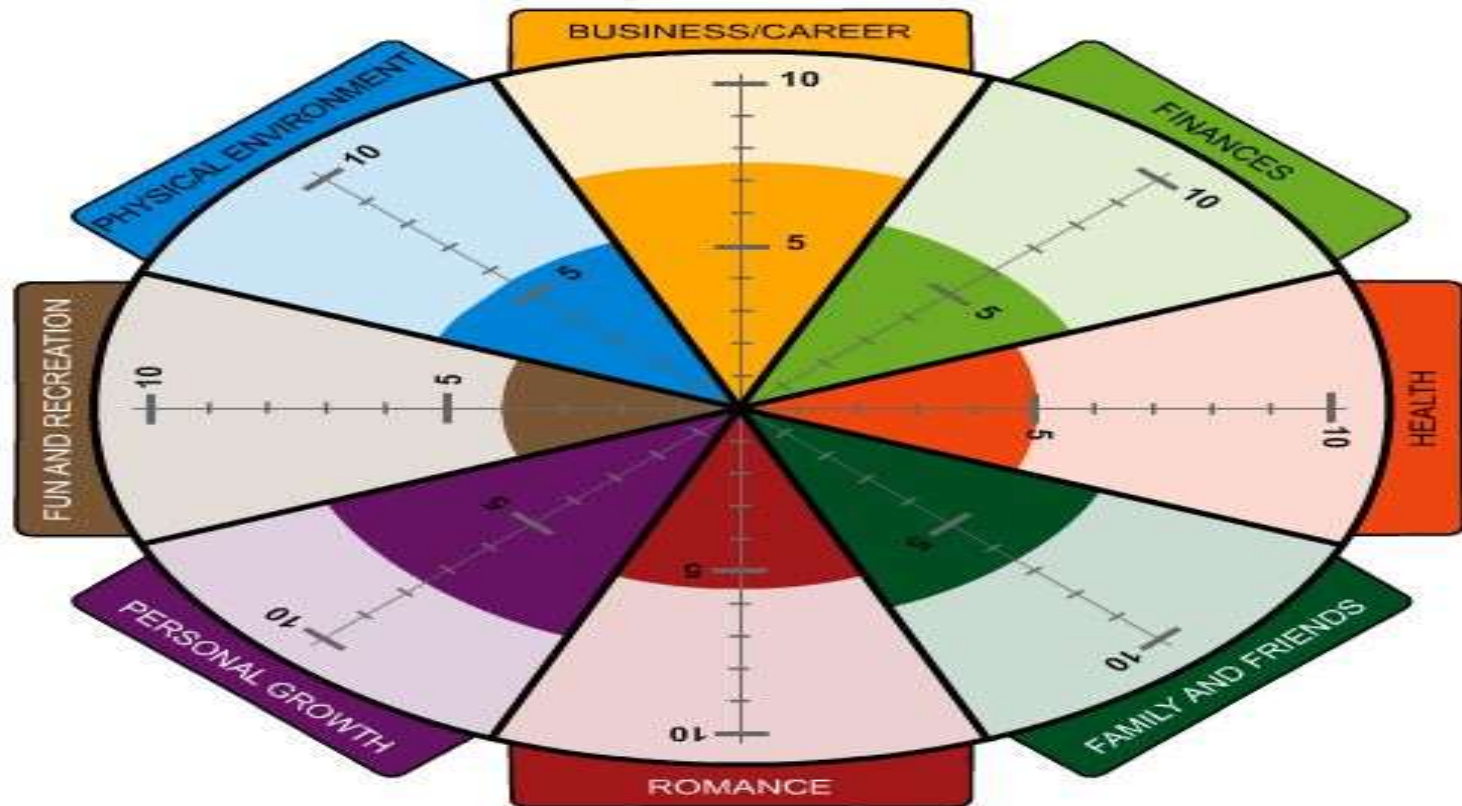 BUSINESS/CAREER
10
5
FINANCES
10
5
HEALTH
10
5
FAMILY AND FRIENDS
10
5
ROMANCE
10
5
PERSONAL GROWTH
10
5
FUN AND RECREATION
10
5
PHYSICAL ENVIRONMENT
10
5